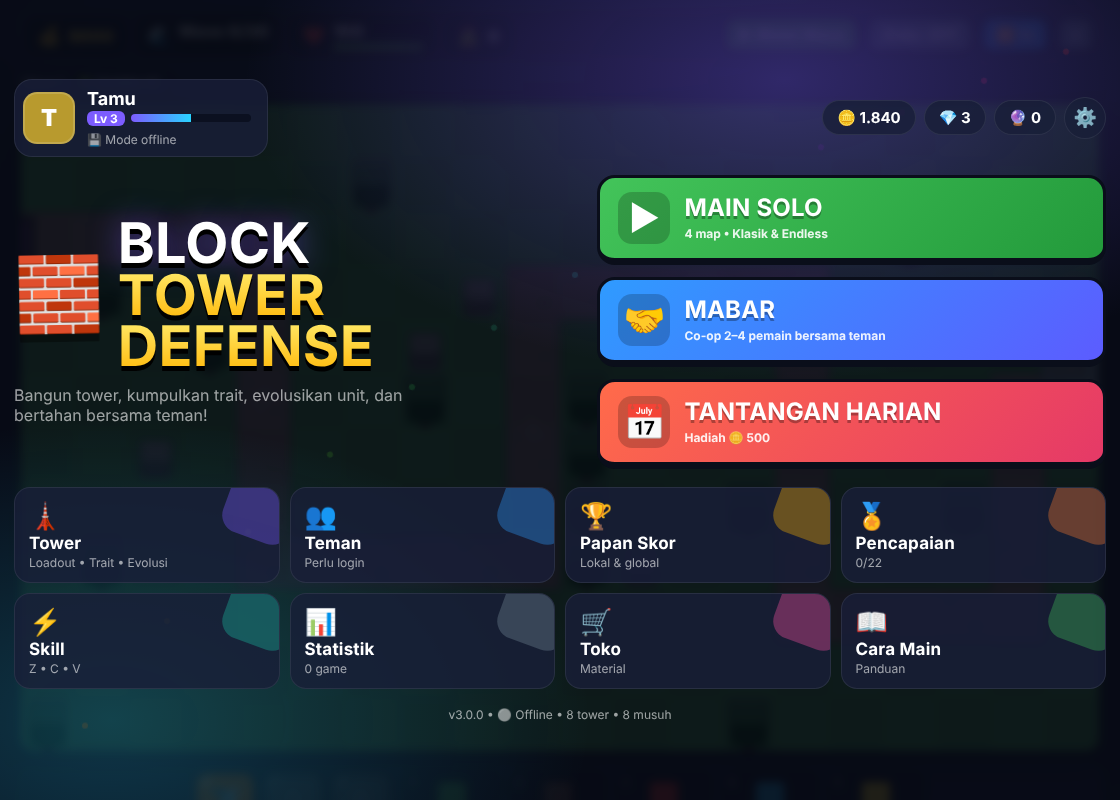 T
Tamu
Lv 3
💾 Mode offline
🪙 1.840
💎 3
🔮 0
BLOCK
TOWER
DEFENSE
Bangun tower, kumpulkan trait, evolusikan unit, dan
bertahan bersama teman!
MAIN SOLO
4 map • Klasik & Endless
MABAR
Co-op 2–4 pemain bersama teman
July
17
TANTANGAN HARIAN
Hadiah 🪙 500
Tower
Loadout • Trait • Evolusi
Teman
Perlu login
Papan Skor
Lokal & global
Pencapaian
0/22
Skill
Z • C • V
Statistik
0 game
Toko
Material
Cara Main
Panduan
v3.0.0 • ⚪ Offline • 8 tower • 8 musuh